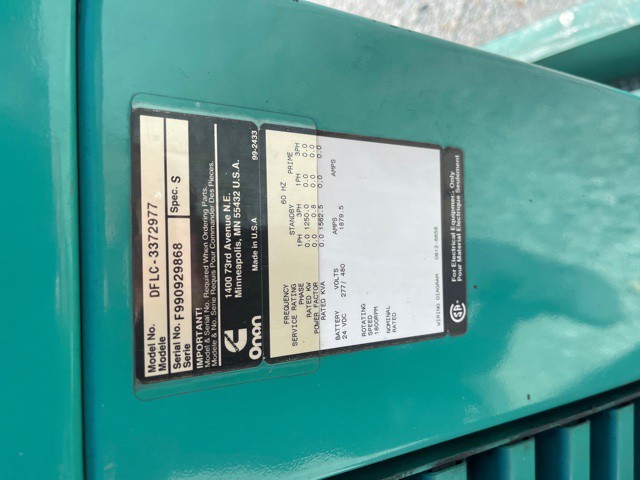 Model No. DFLC-3372977
Modele
Serial No. F990929868 Spec. S
No. Serie
IMPORTANT!
Model & Serial No. Required When Ordering Parts.
Modele & No. Serie Requis Pour Commander Des Pieces.
1400 73rd Avenue N.E.
Minneapolis, MN 55432 U.S.A.
Onan
Made in U.S.A 99-2433
FREQUENCY 60 HZ
SERVICE RATING STANDBY PRIME
PHASE 1PH 3PH 1PH 3PH
RATED KW 0.0 1250.0 0.0 0.0
POWER FACTOR 0.0 0.8 0.0 0.0
RATED KVA 0.0 1562.5 0.0 0.0
BATTERY VOLTS AMPS AMPS
24 VDC 277/ 480 1879.5
ROTATING
SPEED
1800RPM
NOMINAL
RATED
WIRING DIAGRAM
For Electrical Equipment Only
Pour Material Electrique Seulement